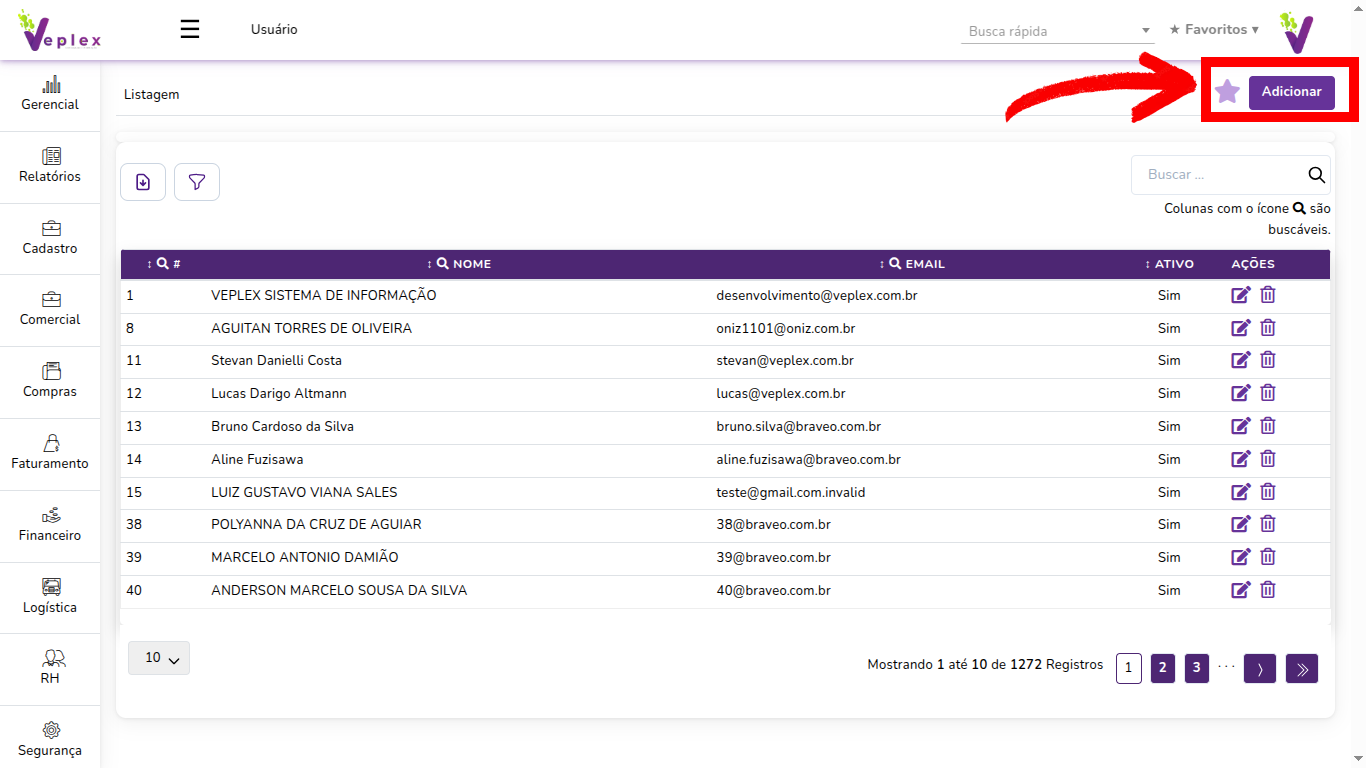 Veplex
Usuário
Busca rápida
★ Favoritos ▾
Gerencial
Relatórios
Cadastro
Comercial
Compras
Faturamento
Financeiro
Logística
RH
Segurança
Listagem
Adicionar
Buscar ...
Colunas com o ícone são
buscáveis.
↕ # ↕ NOME ↕ EMAIL ↕ ATIVO AÇÕES
1 VEPLEX SISTEMA DE INFORMAÇÃO desenvolvimento@veplex.com.br Sim
8 AGUITAN TORRES DE OLIVEIRA oniz1101@oniz.com.br Sim
11 Stevan Danielli Costa stevan@veplex.com.br Sim
12 Lucas Darigo Altmann lucas@veplex.com.br Sim
13 Bruno Cardoso da Silva bruno.silva@braveo.com.br Sim
14 Aline Fuzisawa aline.fuzisawa@braveo.com.br Sim
15 LUIZ GUSTAVO VIANA SALES teste@gmail.com.invalid Sim
38 POLYANNA DA CRUZ DE AGUIAR 38@braveo.com.br Sim
39 MARCELO ANTONIO DAMIÃO 39@braveo.com.br Sim
40 ANDERSON MARCELO SOUSA DA SILVA 40@braveo.com.br Sim
10
Mostrando 1 até 10 de 1272 Registros 1 2 3 ... 〉 》